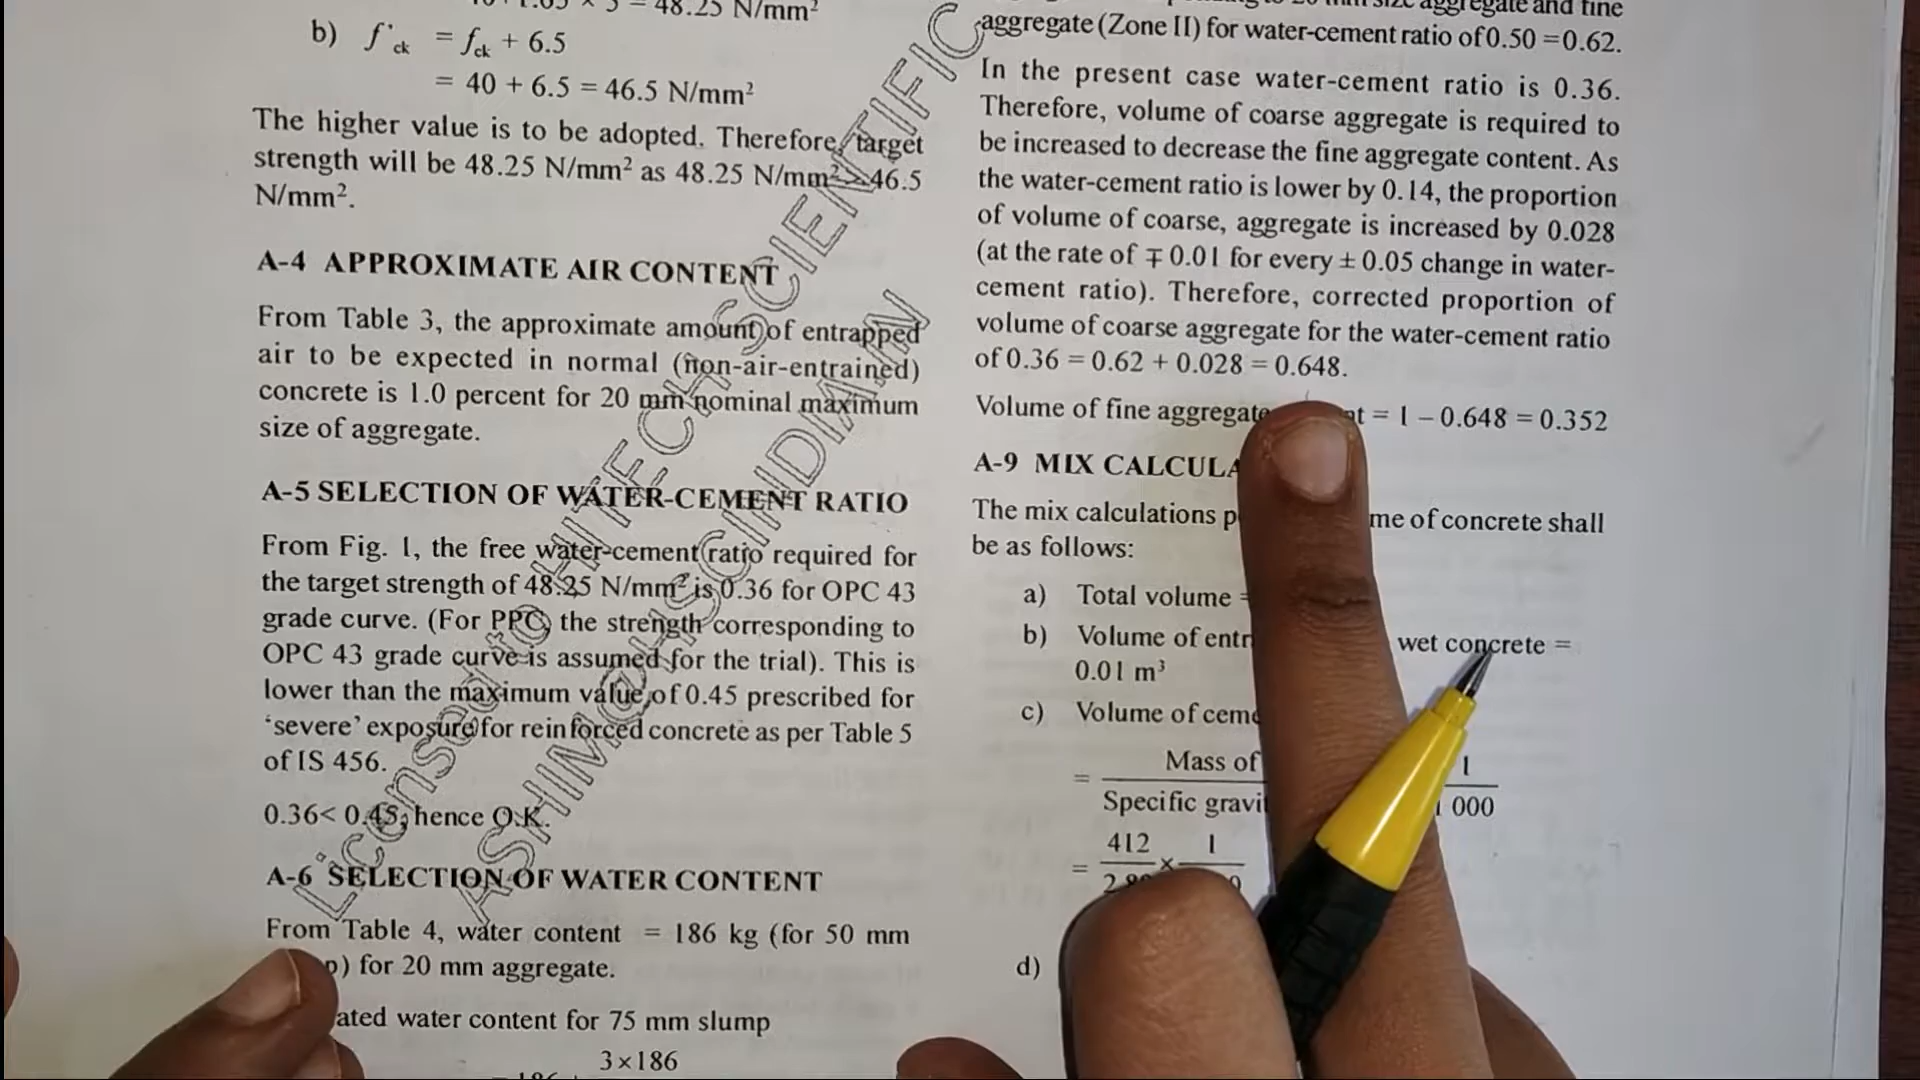 = 48.25 N/mm²
b) f'ck = fck + 6.5
= 40 + 6.5 = 46.5 N/mm²
The higher value is to be adopted. Therefore, target
strength will be 48.25 N/mm² as 48.25 N/mm² > 46.5
N/mm².
A-4 APPROXIMATE AIR CONTENT
From Table 3, the approximate amount of entrapped
air to be expected in normal (non-air-entrained)
concrete is 1.0 percent for 20 mm nominal maximum
size of aggregate.
A-5 SELECTION OF WATER-CEMENT RATIO
From Fig. 1, the free water-cement ratio required for
the target strength of 48.25 N/mm² is 0.36 for OPC 43
grade curve. (For PPC, the strength corresponding to
OPC 43 grade curve is assumed for the trial). This is
lower than the maximum value of 0.45 prescribed for
‘severe’ exposure for reinforced concrete as per Table 5
of IS 456.
0.36< 0.45, hence O.K.
A-6 SELECTION OF WATER CONTENT
From Table 4, water content = 186 kg (for 50 mm
p) for 20 mm aggregate.
ated water content for 75 mm slump
3×186
size aggregate and fine
aggregate (Zone II) for water-cement ratio of 0.50 =0.62.
In the present case water-cement ratio is 0.36.
Therefore, volume of coarse aggregate is required to
be increased to decrease the fine aggregate content. As
the water-cement ratio is lower by 0.14, the proportion
of volume of coarse, aggregate is increased by 0.028
(at the rate of ∓ 0.01 for every ± 0.05 change in water-
cement ratio). Therefore, corrected proportion of
volume of coarse aggregate for the water-cement ratio
of 0.36 = 0.62 + 0.028 = 0.648.
Volume of fine aggregate nt = 1 – 0.648 = 0.352
A-9 MIX CALCULA
The mix calculations p me of concrete shall
be as follows:
a) Total volume =
b) Volume of entr wet concrete =
0.01 m³
c) Volume of ceme
= Mass of 1
Specific gravi 1 000
= 412 × 1
d)
Licensed to HITECH SCIENTIFIC